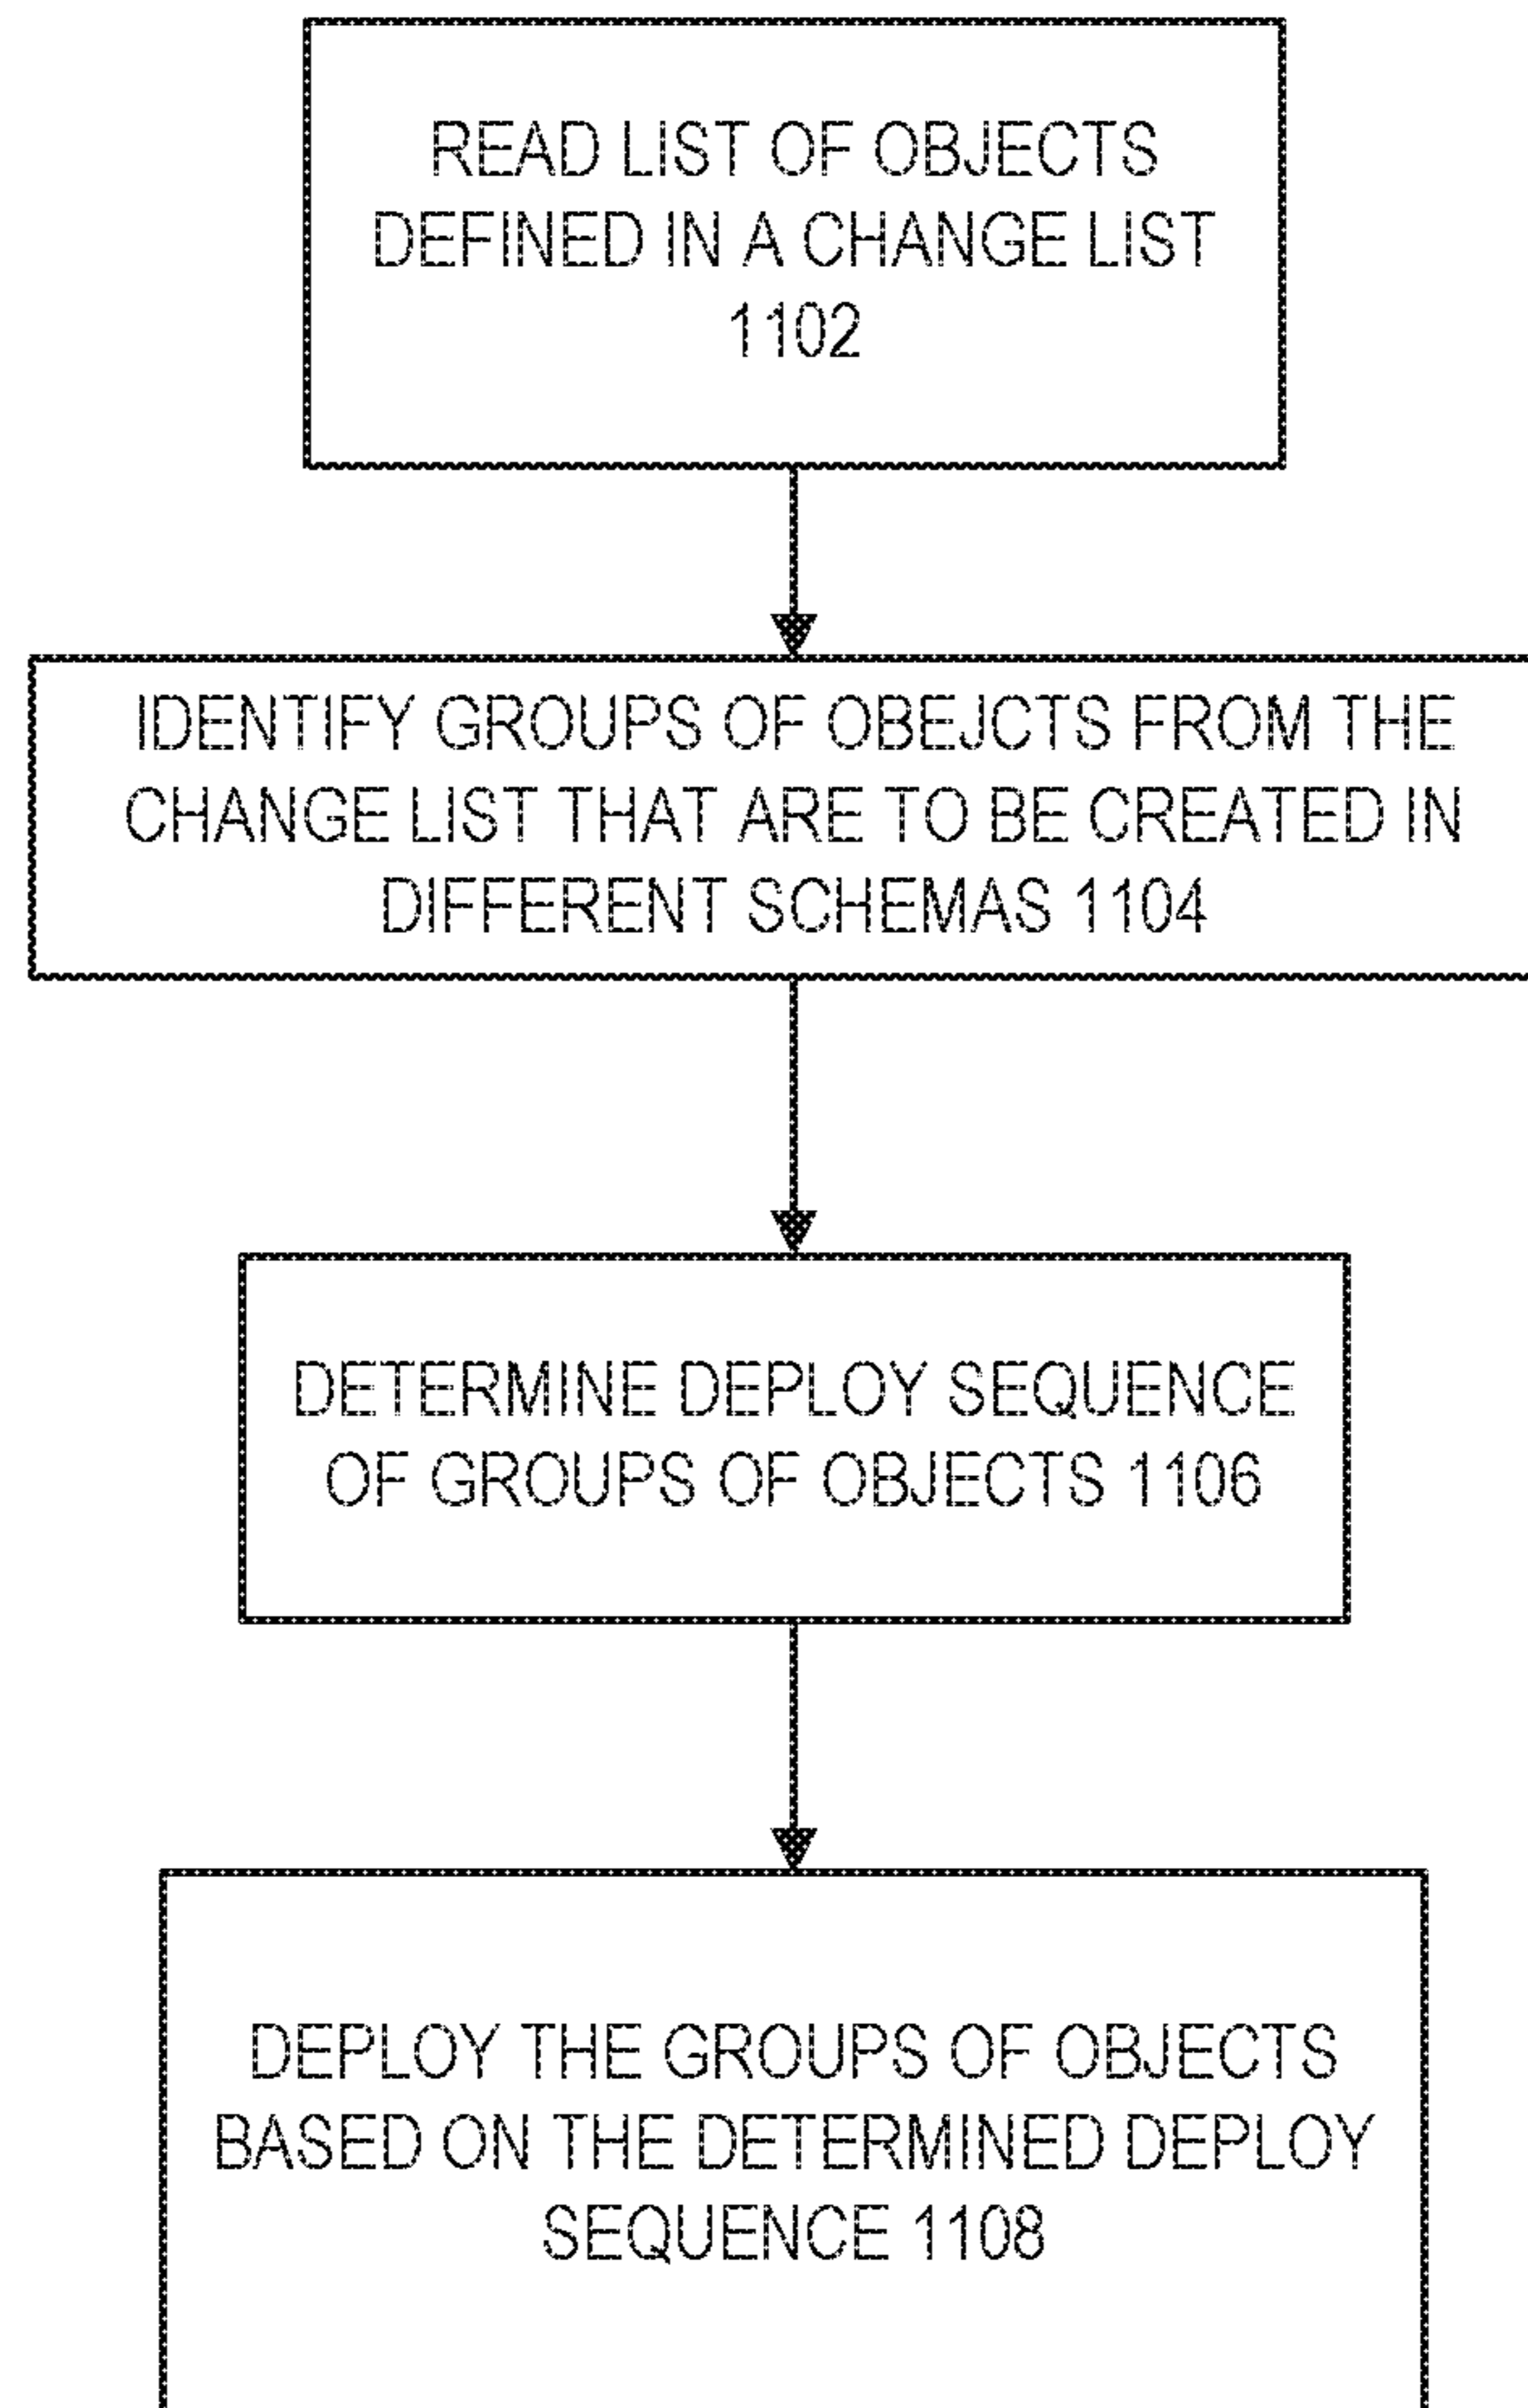 READ LIST OF OBJECTS
DEFINED IN A CHANGE LIST
1102
IDENTIFY GROUPS OF OBEJCTS FROM THE
CHANGE LIST THAT ARE TO BE CREATED IN
DIFFERENT SCHEMAS 1104
DETERMINE DEPLOY SEQUENCE
OF GROUPS OF OBJECTS 1106
DEPLOY THE GROUPS OF OBJECTS
BASED ON THE DETERMINED DEPLOY
SEQUENCE 1108